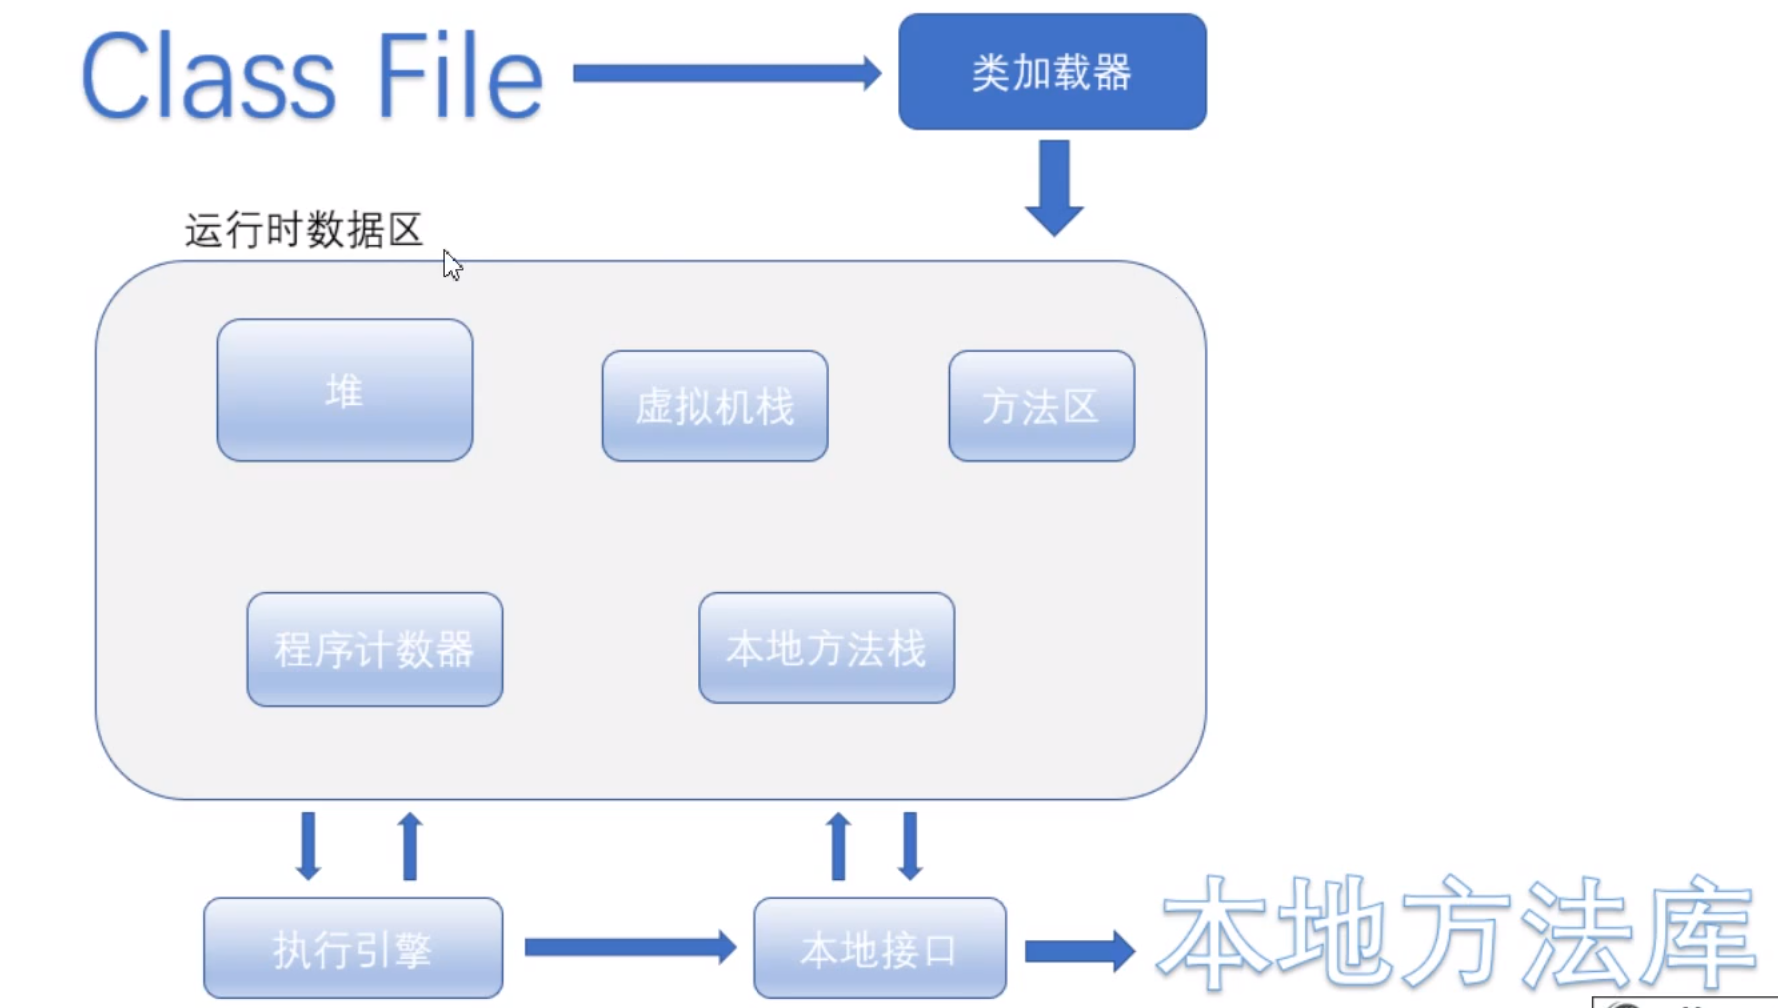 Class File
类加载器
运行时数据区
堆
虚拟机栈
方法区
程序计数器
本地方法栈
执行引擎
本地接口
本地方法库